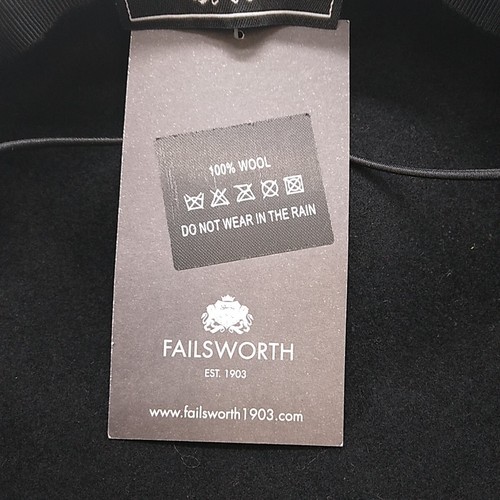 100% WOOL
DO NOT WEAR IN THE RAIN
FAILSWORTH
EST. 1903
www.failsworth1903.com